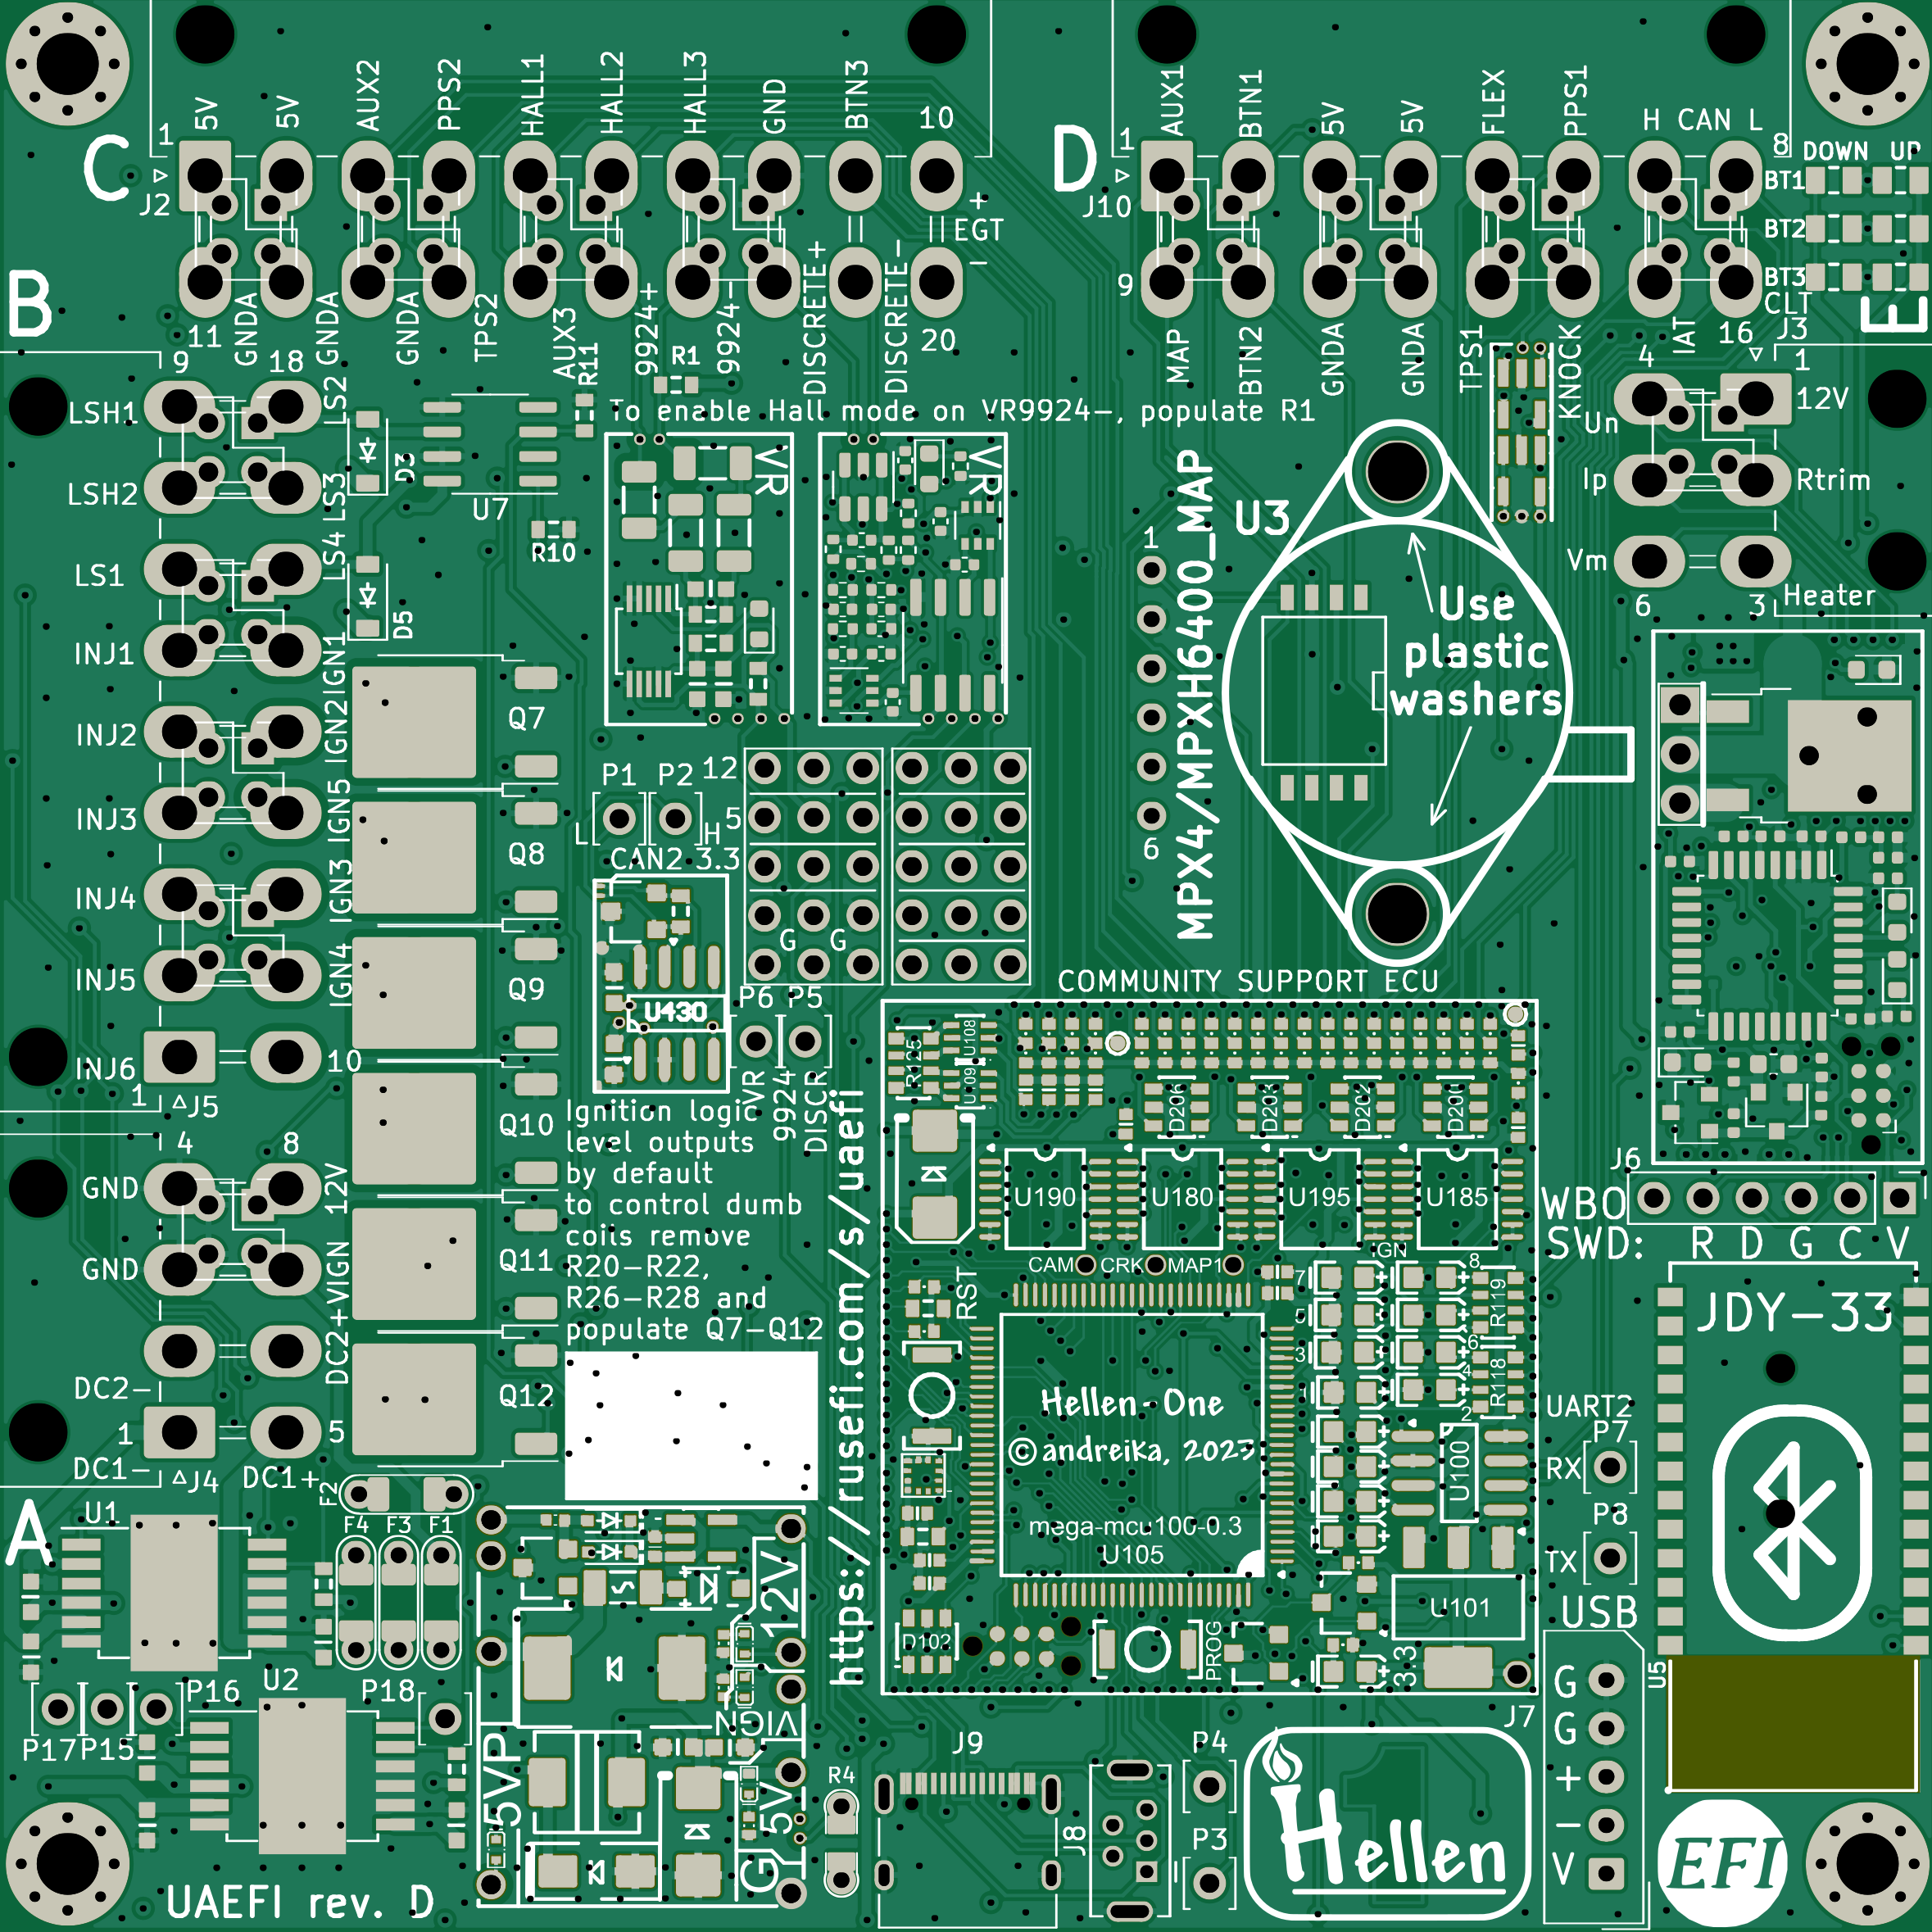 C
1
5V
5V
AUX2
PPS2
HALL1
HALL2
HALL3
GND
BTN3
10
J2
+
EGT
-
11
GNDA
GNDA
GNDA
TPS2
AUX3
9924+
9924-
DISCRETE+
DISCRETE-
20
D
1
AUX1
BTN1
5V
5V
FLEX
PPS1
H CAN L
8
J10
9
MAP
BTN2
GNDA
GNDA
TPS1
KNOCK
IAT
16
CLT
DOWN UP
BT1
BT2
BT3
E
J3
4
1
12V
Un
Ip
Rtrim
Vm
6
3
Heater
B
9
18
LSH1
LS2
LSH2
LS3
LS1
LS4
INJ1
IGN1
INJ2
IGN2
INJ3
IGN5
INJ4
IGN3
INJ5
IGN4
INJ6
10
1
J5
D3
D5
U7
R11
R10
R1
To enable Hall mode on VR9924-, populate R1
VR
VR
Q7
Q8
Q9
Q10
Q11
Q12
P1
P2
12
L
H
5
CAN2
3.3
G
G
U430
P6
P5
VR
9924
DISCR
Ignition logic
level outputs
by default
to control dumb
coils remove
R20-R22,
R26-R28 and
populate Q7-Q12
https://rusefi.com/s/uaefi
U3
1
6
MPX4/MPXH6400_MAP
Use
plastic
washers
COMMUNITY SUPPORT ECU
R125
U108
U109
D204
D203
D202
D201
U190
U180
U195
U185
CAM
CRK
MAP1
IGN
RST
7
8
5
6
3
4
1
2
R119
R118
Hellen-One
©andreika, 2023
mega-mcu100-0.3
U105
U100
U101
D102
PROG
3.3
J6
WBO
SWD: R D G C V
JDY-33
UART2
P7
RX
P8
TX
USB
U5
J7
G
G
+
-
V
4
8
GND
12V
GND
VIGN
DC2+
DC2-
1
5
DC1-
J4
DC1+
A
U1
F2
F4
F3
F1
P17
P15
P16
U2
P18
12V
VIGN
5VP
5V
G
R4
J9
J8
P4
P3
Hellen
1
EFI
UAEFI rev. D